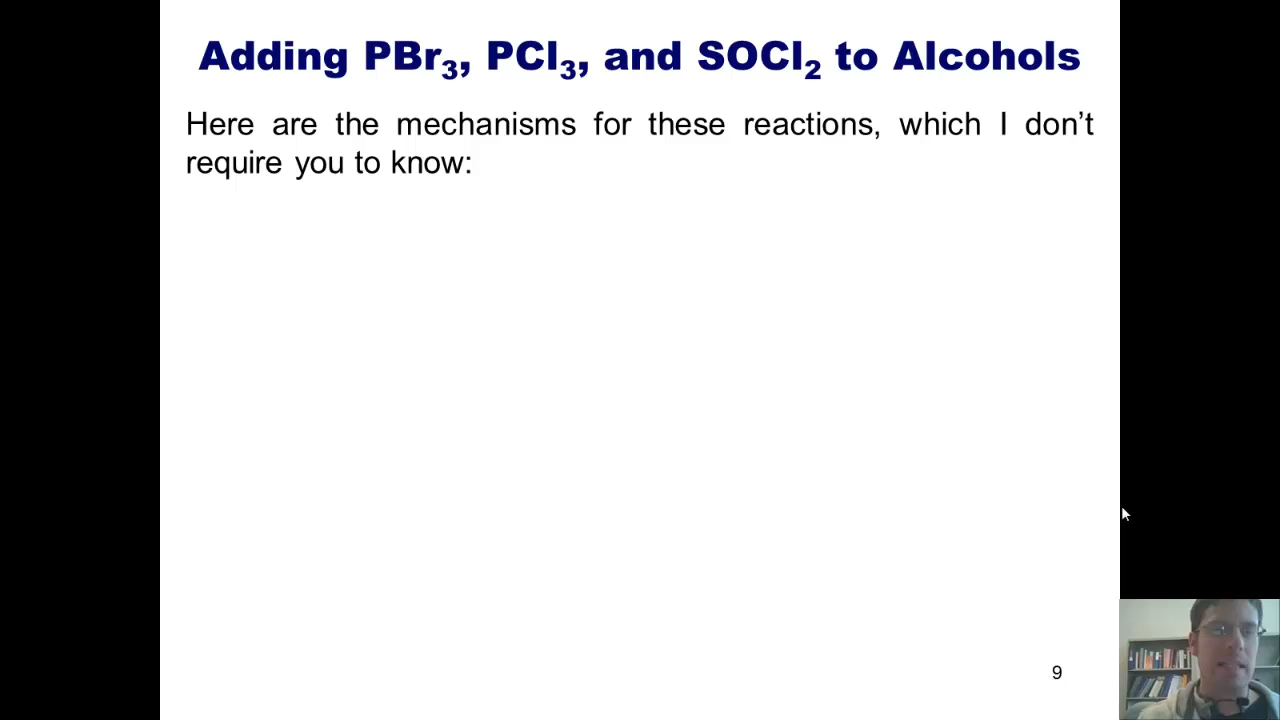 Adding PBr₃, PCl₃, and SOCl₂ to Alcohols
Here are the mechanisms for these reactions, which I don’t
require you to know:
9